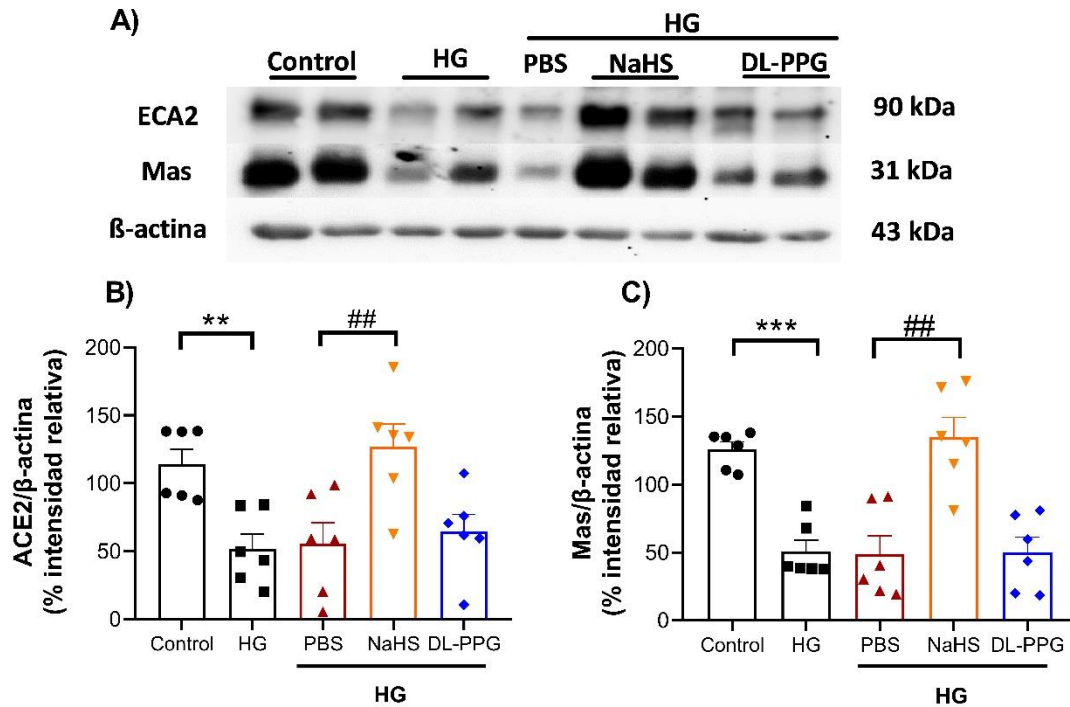 A)
HG
Control HG PBS NaHS DL-PPG
ECA2 90 kDa
Mas 31 kDa
ß-actina 43 kDa
B)
** ##
ACE2/β-actina
(% intensidad relativa)
200
150
100
50
0
Control HG PBS NaHS DL-PPG
HG
C)
*** ##
Mas/β-actina
(% intensidad relativa)
200
150
100
50
0
Control HG PBS NaHS DL-PPG
HG